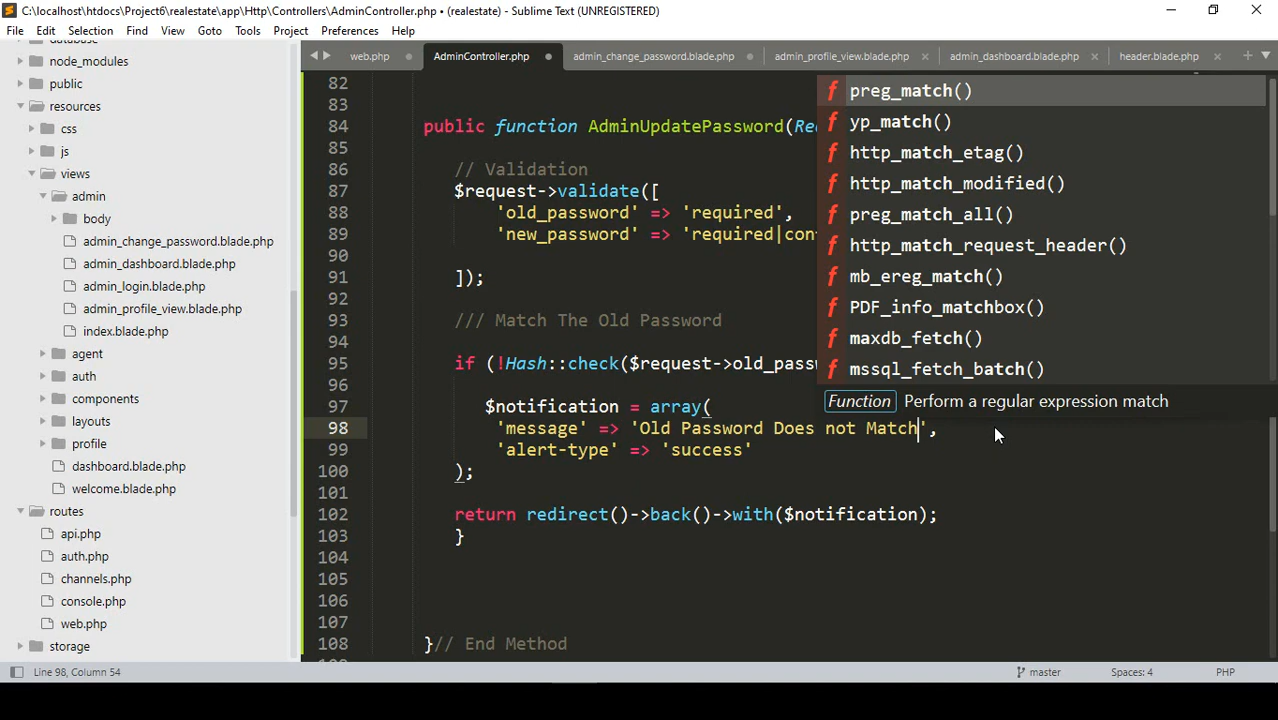 C:\localhost\htdocs\Project6\realestate\app\Http\Controllers\AdminController.php • (realestate) - Sublime Text (UNREGISTERED)
File Edit Selection Find View Goto Tools Project Preferences Help
node_modules
public
resources
css
js
views
admin
body
admin_change_password.blade.php
admin_dashboard.blade.php
admin_login.blade.php
admin_profile_view.blade.php
index.blade.php
agent
auth
components
layouts
profile
dashboard.blade.php
welcome.blade.php
routes
api.php
auth.php
channels.php
console.php
web.php
storage
web.php AdminController.php admin_change_password.blade.php admin_profile_view.blade.php admin_dashboard.blade.php header.blade.php
82
83
84 public function AdminUpdatePassword(
85
86 // Validation
87 $request->validate([
88 'old_password' => 'required',
89 'new_password' => 'required|
90
91 ]);
92
93 /// Match The Old Password
94
95 if (!Hash::check($request->
96
97 $notification = array(
98 'message' => 'Old Password Does not Match',
99 'alert-type' => 'success'
100 );
101
102 return redirect()->back()->with($notification);
103 }
104
105
106
107
108 }// End Method
f preg_match()
f yp_match()
f http_match_etag()
f http_match_modified()
f preg_match_all()
f http_match_request_header()
f mb_ereg_match()
f PDF_info_matchbox()
f maxdb_fetch()
f mssql_fetch_batch()
Function Perform a regular expression match
Line 98, Column 54 master Spaces: 4 PHP